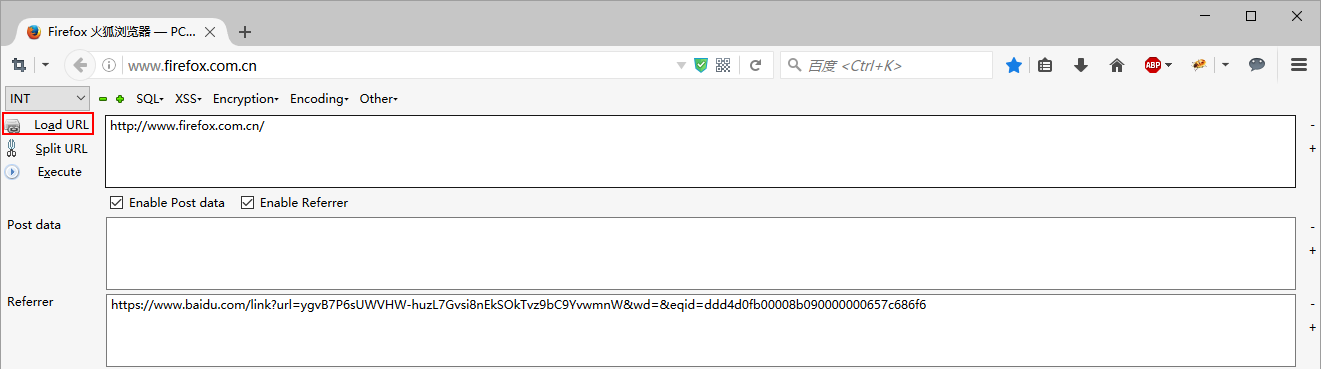 Firefox 火狐浏览器 — PC...
www.firefox.com.cn
百度 <Ctrl+K>
ABP
INT
SQL XSS Encryption Encoding Other
Load URL
http://www.firefox.com.cn/
Split URL
Execute
Enable Post data Enable Referrer
Post data
Referrer
https://www.baidu.com/link?url=ygvB7P6sUWVHW-huzL7Gvsi8nEkSOkTvz9bC9YvwmnW&wd=&eqid=ddd4d0fb00008b090000000657c686f6